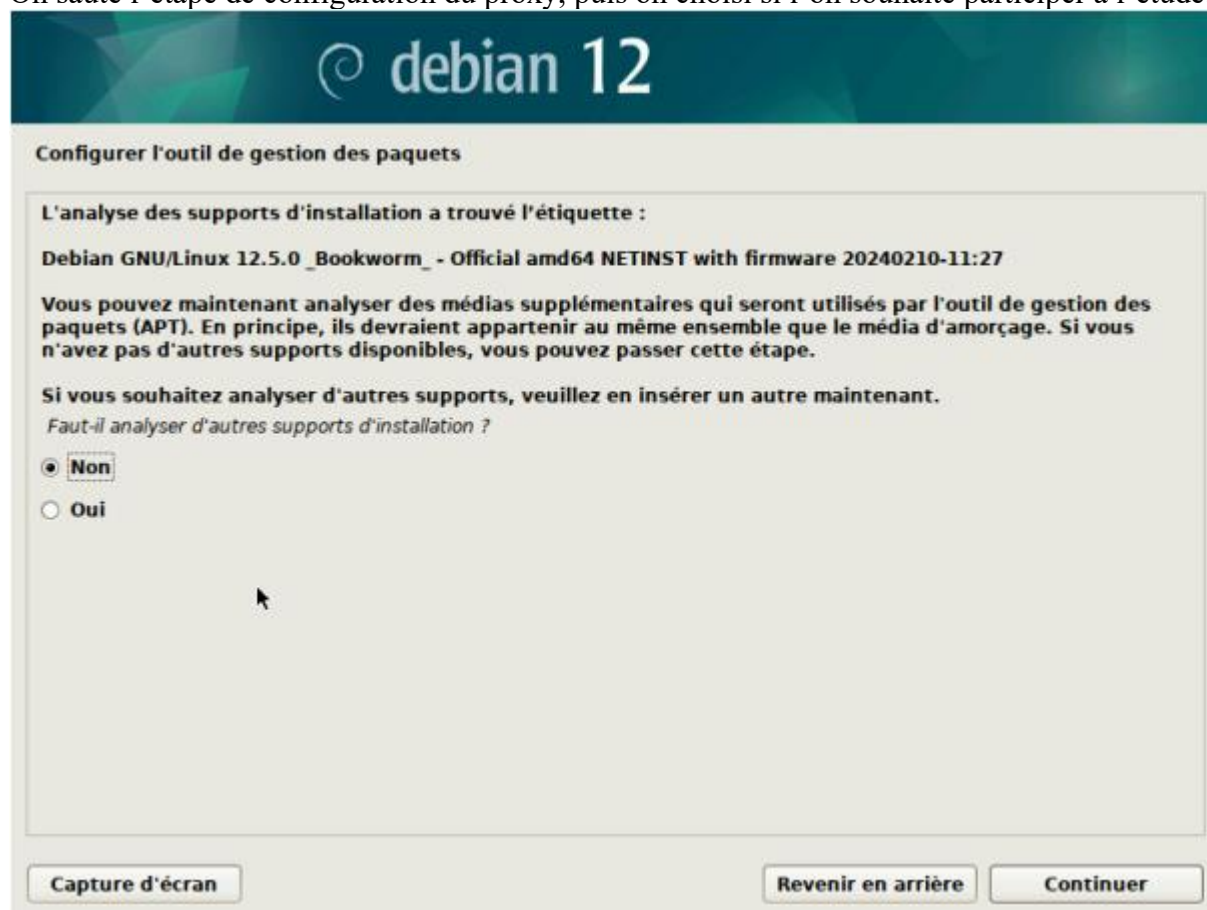 On saute l'étape de configuration du proxy, puis on choisi si l'on souhaite participer à l'étude
debian 12
Configurer l'outil de gestion des paquets
L'analyse des supports d'installation a trouvé l'étiquette :
Debian GNU/Linux 12.5.0 _Bookworm_ - Official amd64 NETINST with firmware 20240210-11:27
Vous pouvez maintenant analyser des médias supplémentaires qui seront utilisés par l'outil de gestion des
paquets (APT). En principe, ils devraient appartenir au même ensemble que le média d'amorçage. Si vous
n'avez pas d'autres supports disponibles, vous pouvez passer cette étape.
Si vous souhaitez analyser d'autres supports, veuillez en insérer un autre maintenant.
Faut-il analyser d'autres supports d'installation ?
Non
Oui
Capture d'écran
Revenir en arrière
Continuer